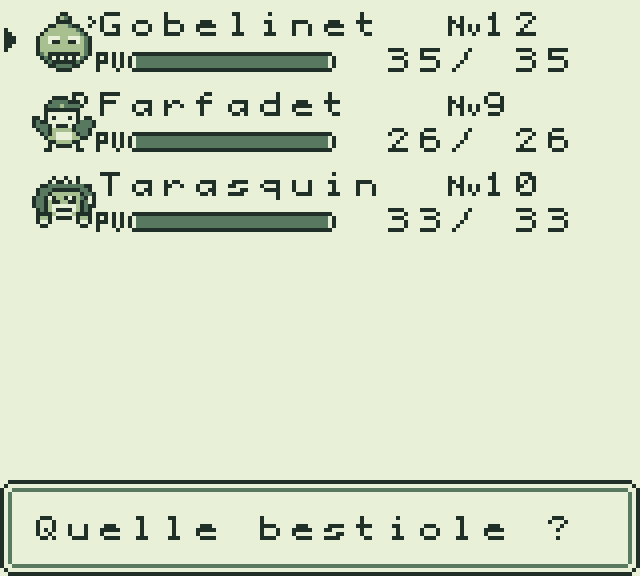 Gobelinet Nv12
PV 35/ 35
Farfadet Nv9
PV 26/ 26
Tarasquin Nv10
PV 33/ 33
Quelle bestiole ?